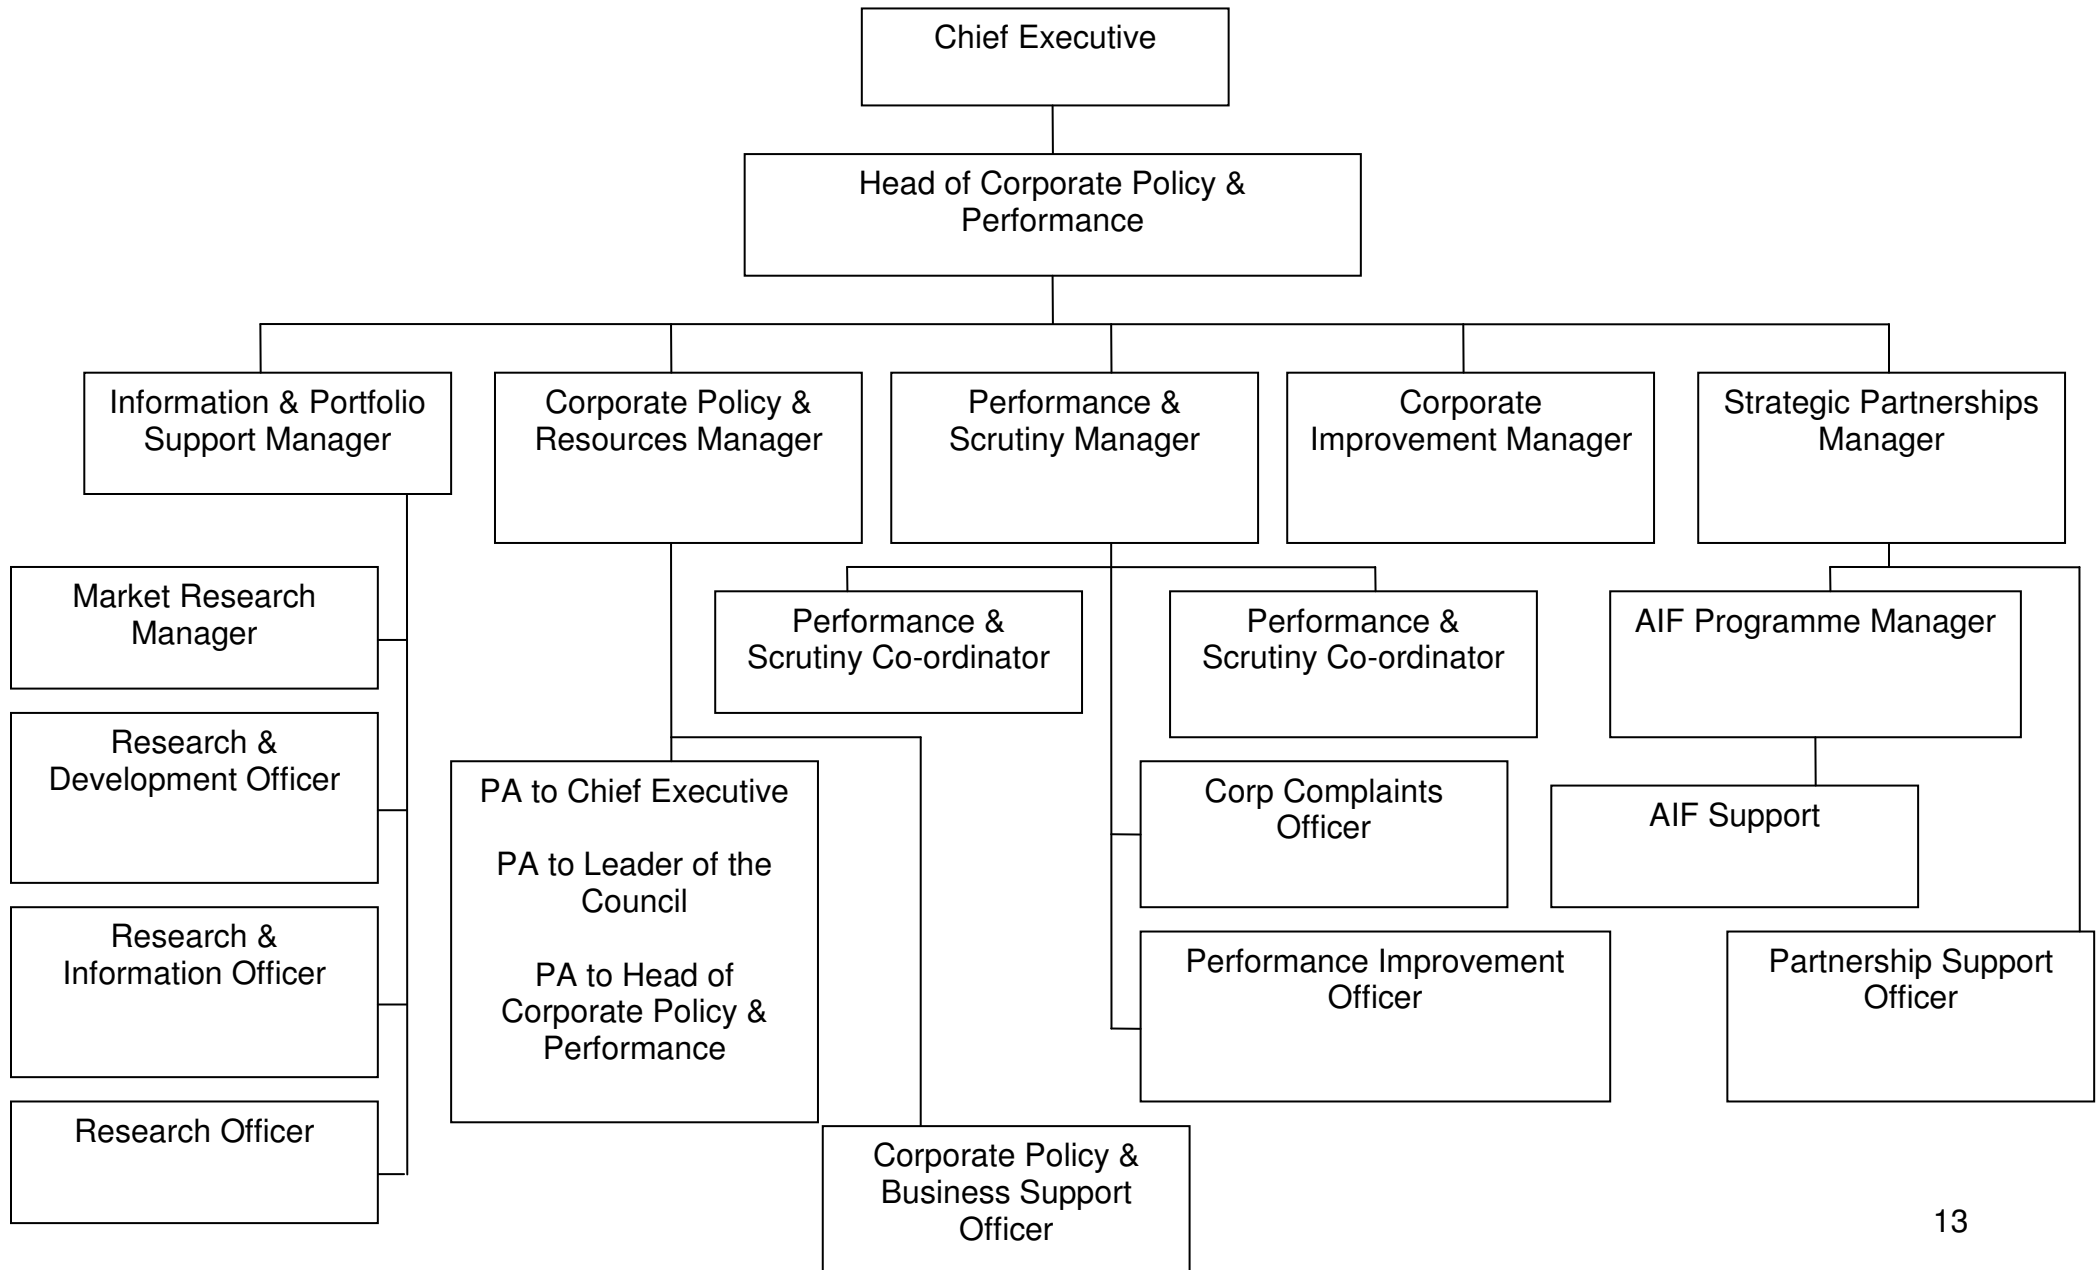 Chief Executive
Head of Corporate Policy &
Performance
Information & Portfolio
Support Manager
Corporate Policy &
Resources Manager
Performance &
Scrutiny Manager
Corporate
Improvement Manager
Strategic Partnerships
Manager
Market Research
Manager
Research &
Development Officer
Research &
Information Officer
Research Officer
PA to Chief Executive
PA to Leader of the
Council
PA to Head of
Corporate Policy &
Performance
Corporate Policy &
Business Support
Officer
Performance &
Scrutiny Co-ordinator
Performance &
Scrutiny Co-ordinator
Corp Complaints
Officer
Performance Improvement
Officer
AIF Programme Manager
AIF Support
Partnership Support
Officer
13